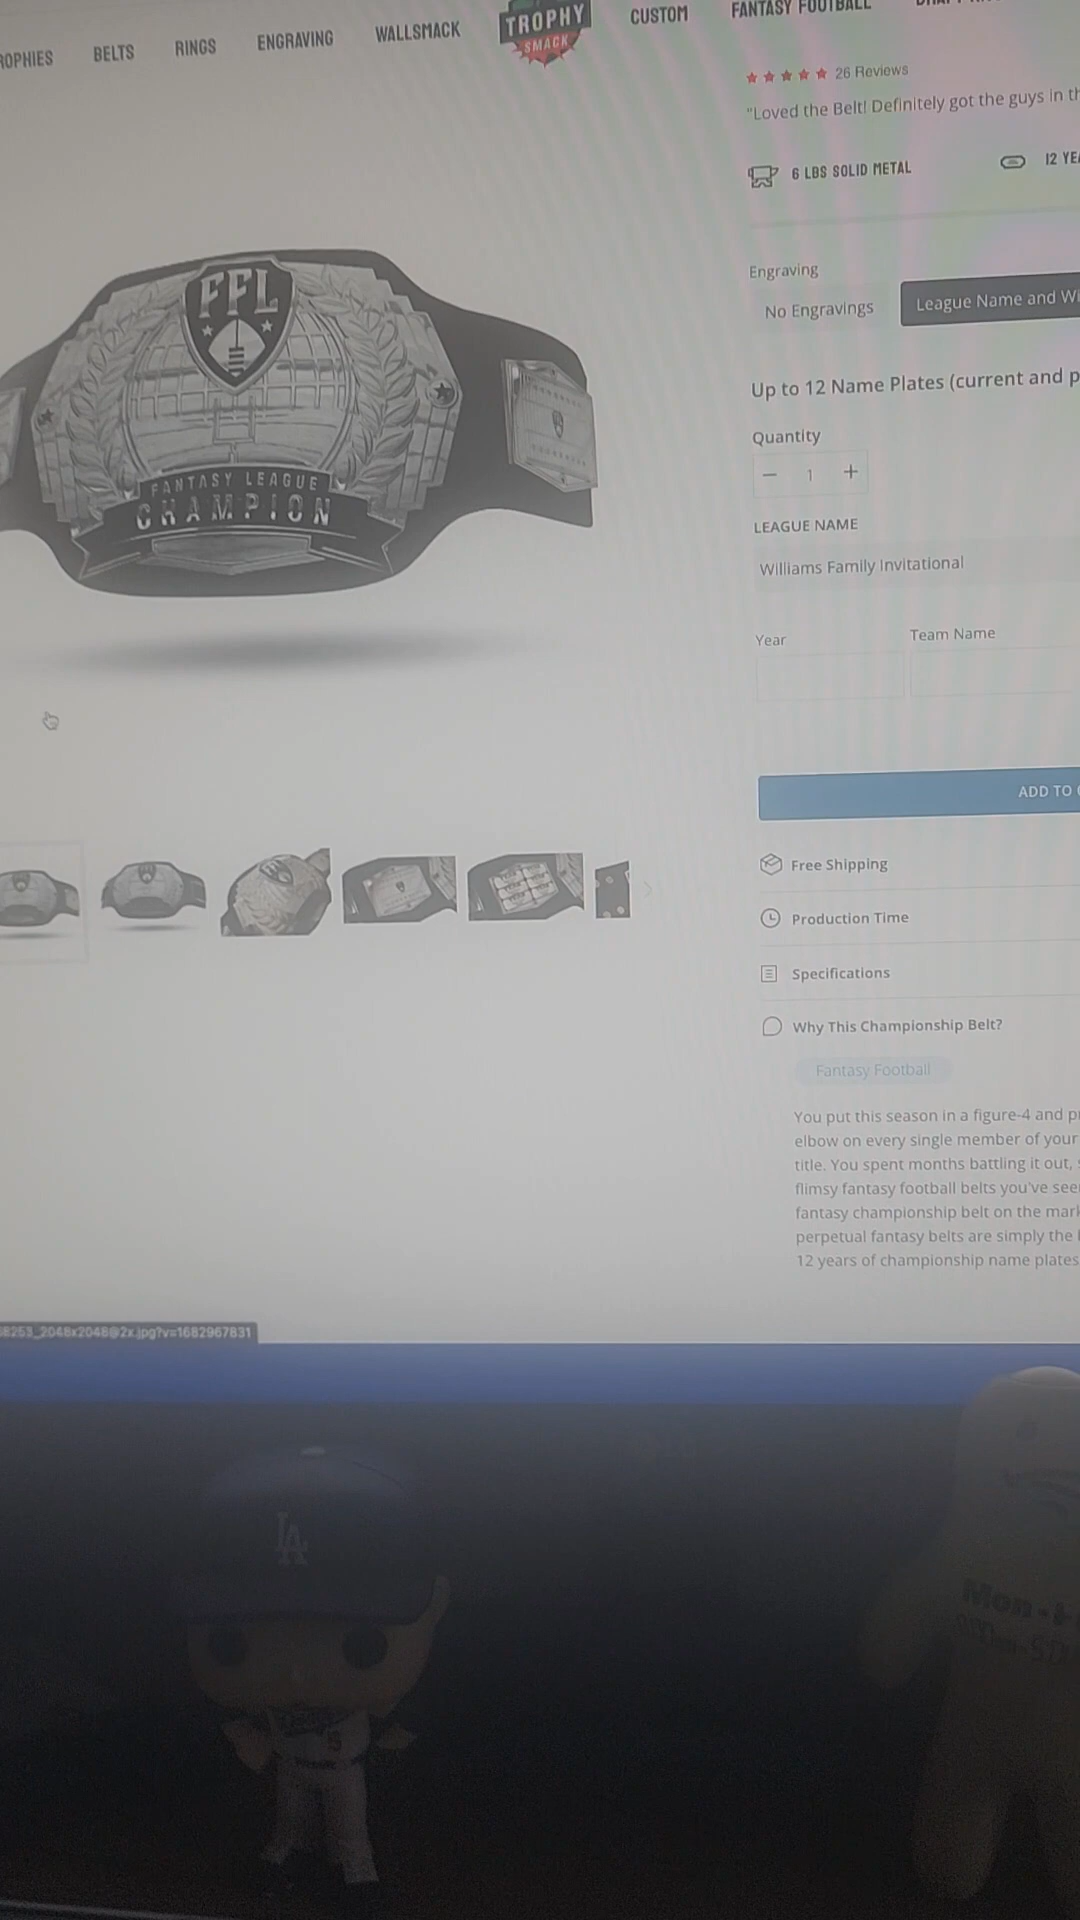 BELTS
RINGS
ENGRAVING
WALLSMACK
TROPHY
SMACK
CUSTOM
FANTASY FOOTBALL
26 Reviews
"Loved the Belt! Definitely got the guys in
6 LBS SOLID METAL
12
Engraving
No Engravings
League Name and
Up to 12 Name Plates (current and
Quantity
− 1 +
LEAGUE NAME
Williams Family Invitational
Year
Team Name
ADD TO
Free Shipping
Production Time
Specifications
Why This Championship Belt?
Fantasy Football
You put this season in a figure-4 and
elbow on every single member of your
title. You spent months battling it out,
flimsy fantasy football belts you've
fantasy championship belt on the
perpetual fantasy belts are simply the
12 years of championship name plates
FFL
FANTASY LEAGUE
CHAMPION
8253_2048x2048@2x.jpg?v=1682967831
LA